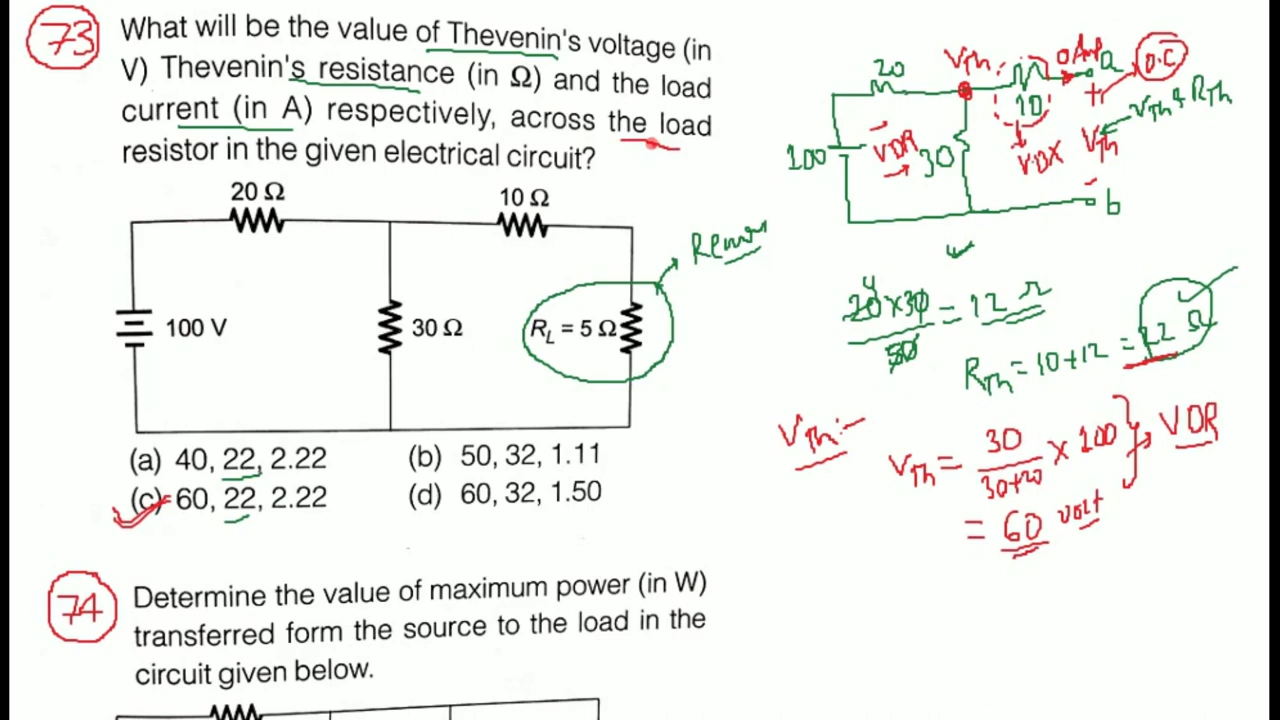 73
What will be the value of Thevenin's voltage (in
V) Thevenin's resistance (in Ω) and the load
current (in A) respectively, across the load
resistor in the given electrical circuit?
20 Ω
10 Ω
100 V
30 Ω
R_L = 5 Ω
(a) 40, 22, 2.22
(b) 50, 32, 1.11
(c) 60, 22, 2.22
(d) 60, 32, 1.50
74
Determine the value of maximum power (in W)
transferred form the source to the load in the
circuit given below.
20
VTh
0 Amp
a
O.C
+
10
VTh & RTh
100
VDR
30
VTh
-
b
20×30/50 = 12 Ω
4
RTh = 10+12 = 22 Ω
VTh :-
VTh = 30/30+20 × 100 } VDR
= 60 volt